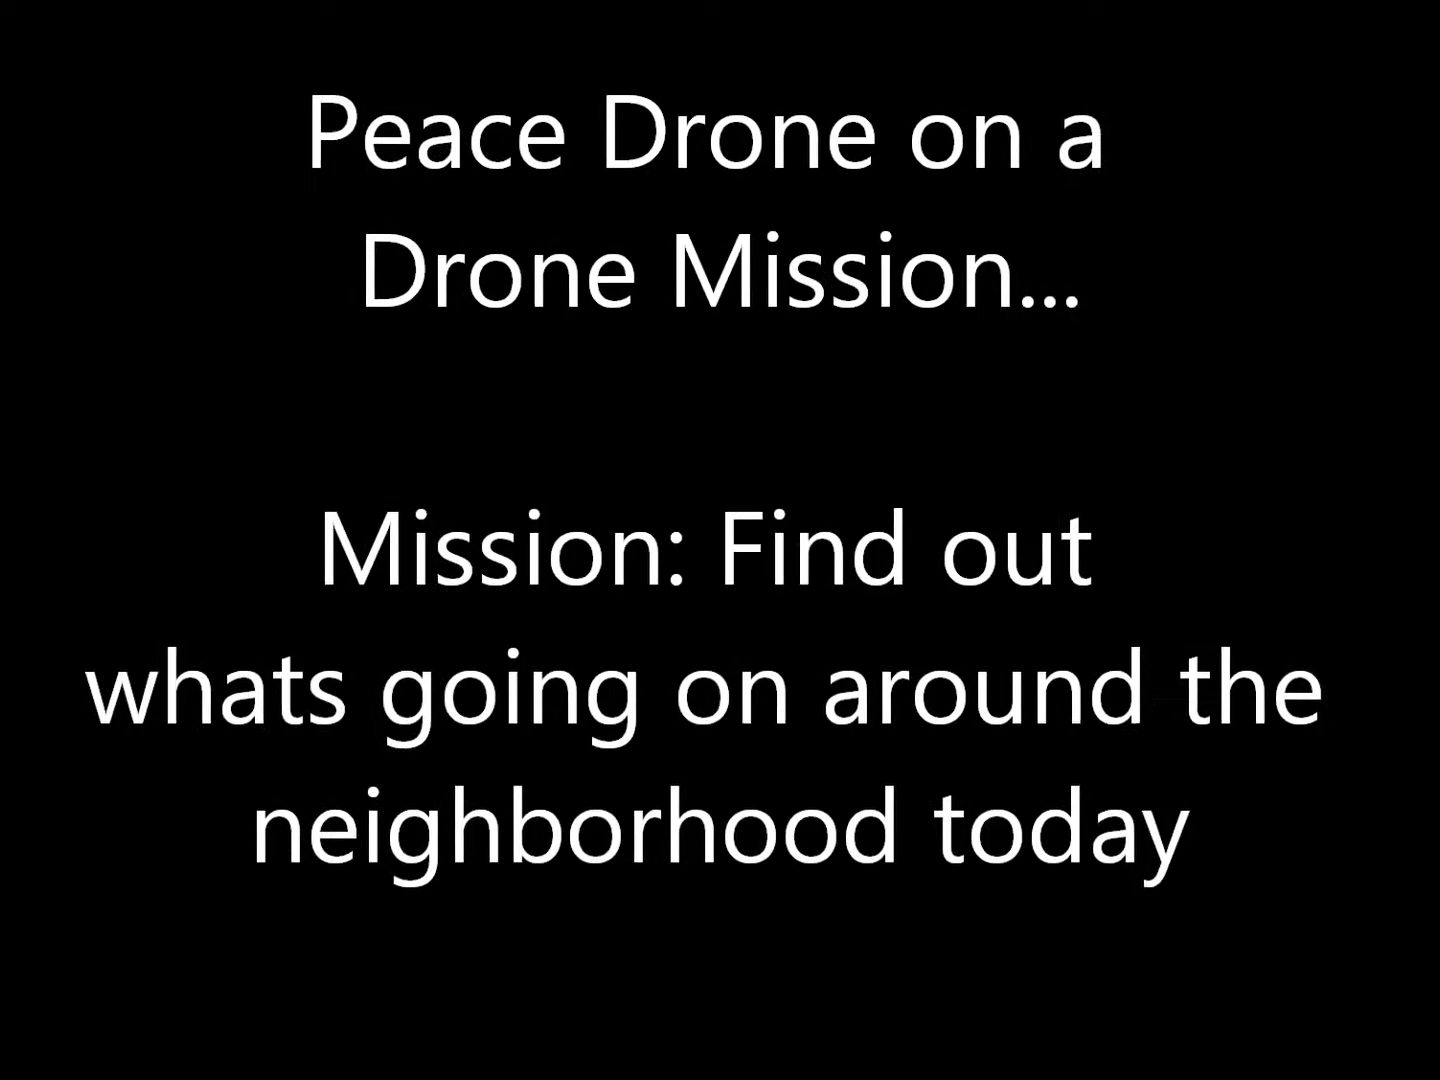 Peace Drone on a
Drone Mission...
Mission: Find out
whats going on around the
neighborhood today